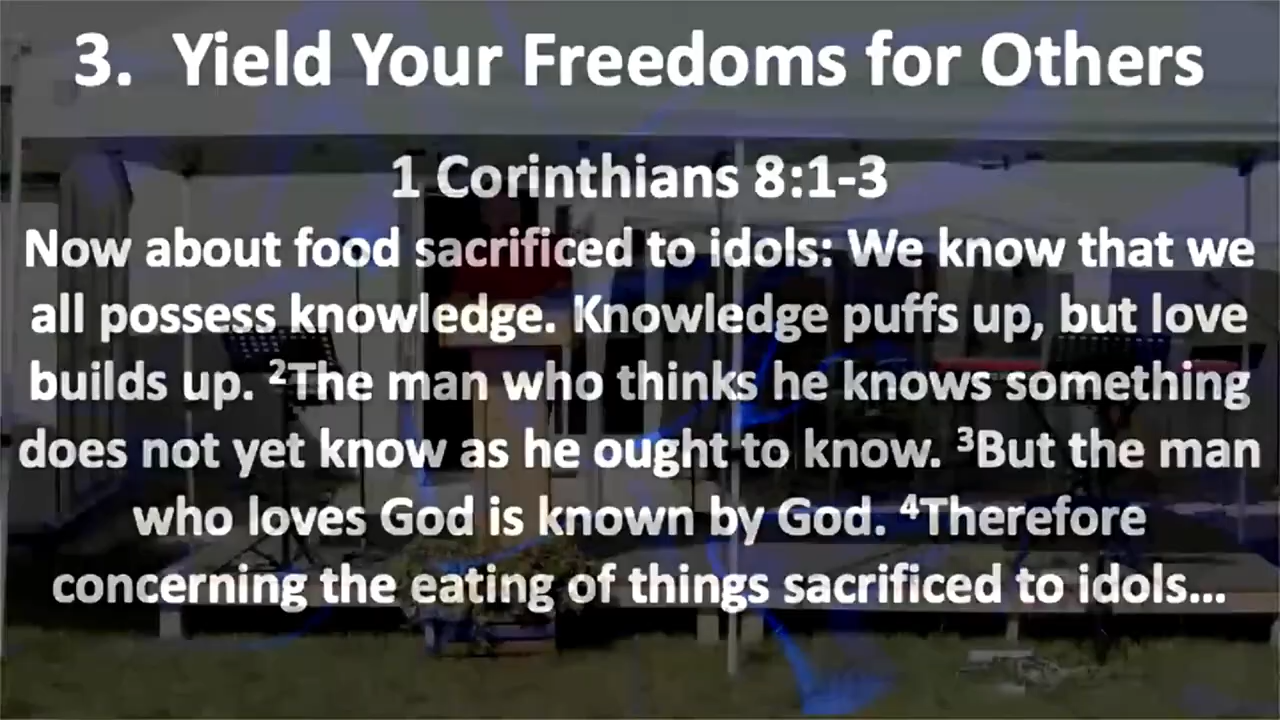 3. Yield Your Freedoms for Others
1 Corinthians 8:1-3
Now about food sacrificed to idols: We know that we
all possess knowledge. Knowledge puffs up, but love
builds up. ²The man who thinks he knows something
does not yet know as he ought to know. ³But the man
who loves God is known by God. ⁴Therefore
concerning the eating of things sacrificed to idols...